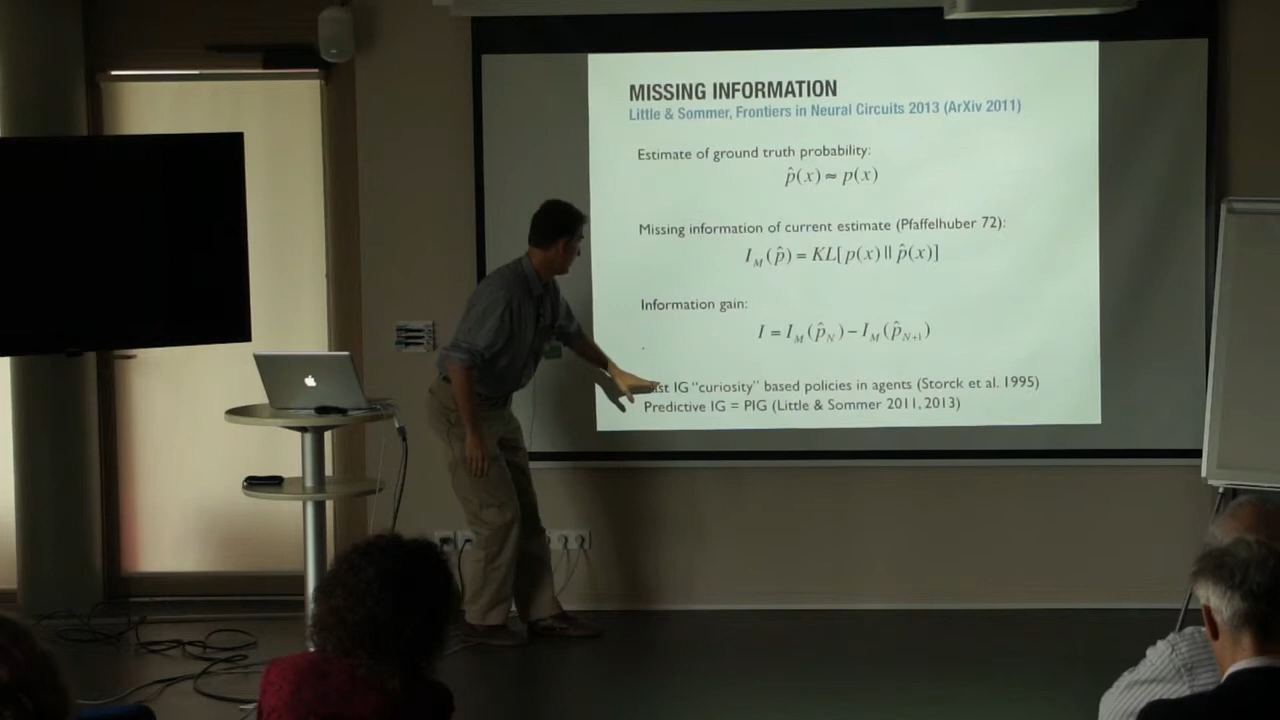 MISSING INFORMATION
Little & Sommer, Frontiers in Neural Circuits 2013 (ArXiv 2011)
Estimate of ground truth probability:
p̂(x) ≈ p(x)
Missing information of current estimate (Pfaffelhuber 72):
I_M(p̂) = KL[p(x) || p̂(x)]
Information gain:
I = I_M(p̂_N) − I_M(p̂_{N+1})
IG "curiosity" based policies in agents (Storck et al. 1995)
Predictive IG = PIG (Little & Sommer 2011, 2013)